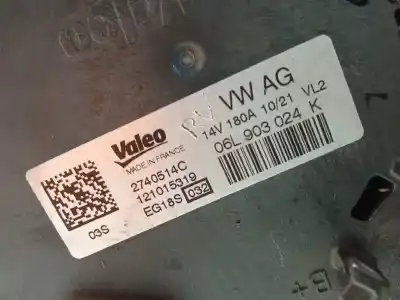 Valeo
MADE IN FRANCE
2740514C
121015319
EG18S 032
03S
VW AG
14V 180A 10/21 VL2
06L 903 024 K
B+